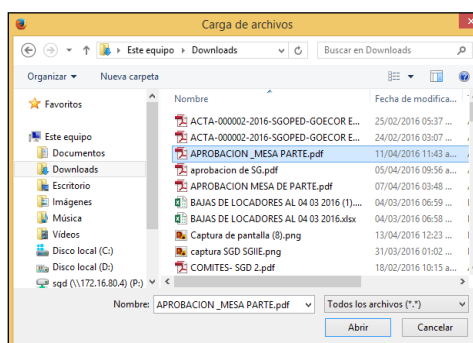 Carga de archivos
Este equipo ▸ Downloads
Buscar en Downloads
Organizar
Nueva carpeta
Favoritos
Este equipo
Documentos
Downloads
Escritorio
Imágenes
Música
Vídeos
Disco local (C:)
Disco local (D:)
sgd (\\172.16.80.4) (P:)
Nombre Fecha de modifica...
ACTA-000002-2016-SGOPED-GOECOR E... 25/02/2016 05:37 ...
ACTA-000002-2016-SGOPED-GOECOR E... 24/02/2016 03:07 ...
APROBACION _MESA PARTE.pdf 11/04/2016 11:43 a...
aprobacion de SG.pdf 05/04/2016 09:56 a...
APROBACION MESA DE PARTE.pdf 07/04/2016 03:48 ...
BAJAS DE LOCADORES AL 04 03 2016 (1).... 04/03/2016 06:59 ...
BAJAS DE LOCADORES AL 04 03 2016.xlsx 04/03/2016 06:58 ...
Captura de pantalla (8).png 13/04/2016 12:23 ...
captura SGD SGIIE.png 31/03/2016 01:02 ...
COMITES- SGD 2.pdf 18/02/2016 10:15 a...
Nombre: APROBACION _MESA PARTE.pdf
Todos los archivos (*.*)
Abrir
Cancelar